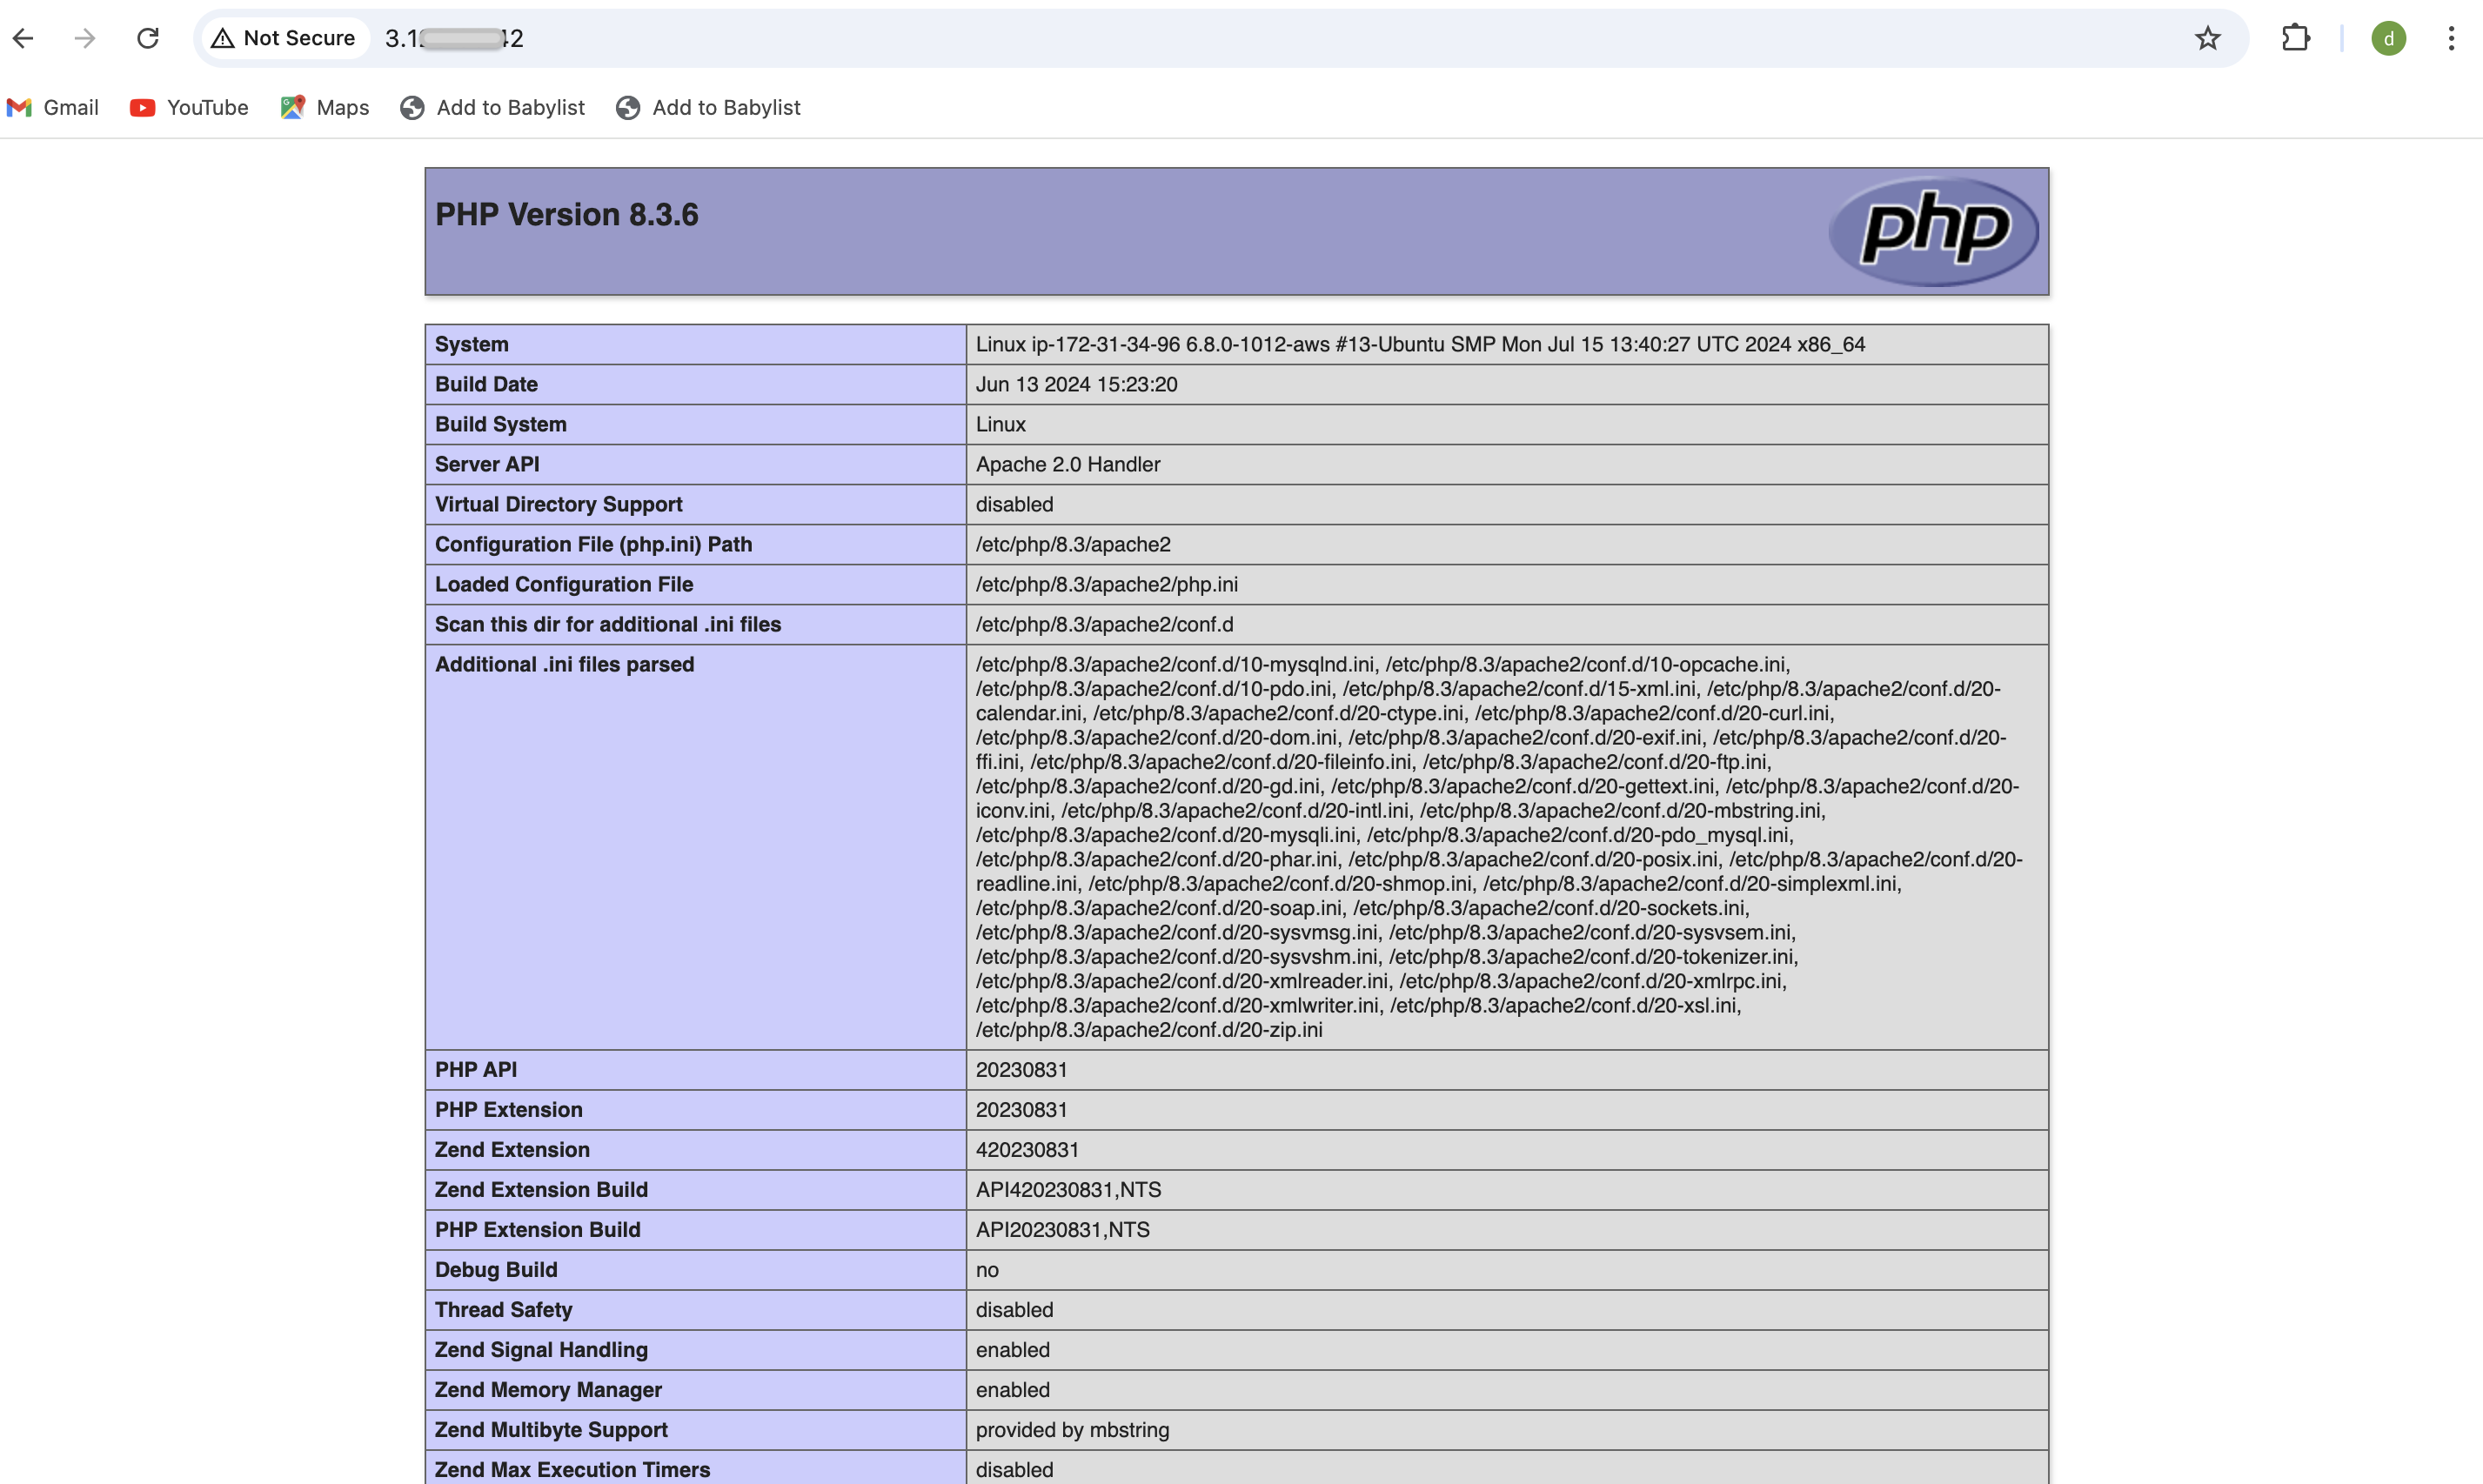 Not Secure 3.1 42
d
Gmail YouTube Maps Add to Babylist Add to Babylist
PHP Version 8.3.6
php
System Linux ip-172-31-34-96 6.8.0-1012-aws #13-Ubuntu SMP Mon Jul 15 13:40:27 UTC 2024 x86_64
Build Date Jun 13 2024 15:23:20
Build System Linux
Server API Apache 2.0 Handler
Virtual Directory Support disabled
Configuration File (php.ini) Path /etc/php/8.3/apache2
Loaded Configuration File /etc/php/8.3/apache2/php.ini
Scan this dir for additional .ini files /etc/php/8.3/apache2/conf.d
Additional .ini files parsed /etc/php/8.3/apache2/conf.d/10-mysqlnd.ini, /etc/php/8.3/apache2/conf.d/10-opcache.ini,
/etc/php/8.3/apache2/conf.d/10-pdo.ini, /etc/php/8.3/apache2/conf.d/15-xml.ini, /etc/php/8.3/apache2/conf.d/20-
calendar.ini, /etc/php/8.3/apache2/conf.d/20-ctype.ini, /etc/php/8.3/apache2/conf.d/20-curl.ini,
/etc/php/8.3/apache2/conf.d/20-dom.ini, /etc/php/8.3/apache2/conf.d/20-exif.ini, /etc/php/8.3/apache2/conf.d/20-
ffi.ini, /etc/php/8.3/apache2/conf.d/20-fileinfo.ini, /etc/php/8.3/apache2/conf.d/20-ftp.ini,
/etc/php/8.3/apache2/conf.d/20-gd.ini, /etc/php/8.3/apache2/conf.d/20-gettext.ini, /etc/php/8.3/apache2/conf.d/20-
iconv.ini, /etc/php/8.3/apache2/conf.d/20-intl.ini, /etc/php/8.3/apache2/conf.d/20-mbstring.ini,
/etc/php/8.3/apache2/conf.d/20-mysqli.ini, /etc/php/8.3/apache2/conf.d/20-pdo_mysql.ini,
/etc/php/8.3/apache2/conf.d/20-phar.ini, /etc/php/8.3/apache2/conf.d/20-posix.ini, /etc/php/8.3/apache2/conf.d/20-
readline.ini, /etc/php/8.3/apache2/conf.d/20-shmop.ini, /etc/php/8.3/apache2/conf.d/20-simplexml.ini,
/etc/php/8.3/apache2/conf.d/20-soap.ini, /etc/php/8.3/apache2/conf.d/20-sockets.ini,
/etc/php/8.3/apache2/conf.d/20-sysvmsg.ini, /etc/php/8.3/apache2/conf.d/20-sysvsem.ini,
/etc/php/8.3/apache2/conf.d/20-sysvshm.ini, /etc/php/8.3/apache2/conf.d/20-tokenizer.ini,
/etc/php/8.3/apache2/conf.d/20-xmlreader.ini, /etc/php/8.3/apache2/conf.d/20-xmlrpc.ini,
/etc/php/8.3/apache2/conf.d/20-xmlwriter.ini, /etc/php/8.3/apache2/conf.d/20-xsl.ini,
/etc/php/8.3/apache2/conf.d/20-zip.ini
PHP API 20230831
PHP Extension 20230831
Zend Extension 420230831
Zend Extension Build API420230831,NTS
PHP Extension Build API20230831,NTS
Debug Build no
Thread Safety disabled
Zend Signal Handling enabled
Zend Memory Manager enabled
Zend Multibyte Support provided by mbstring
Zend Max Execution Timers disabled